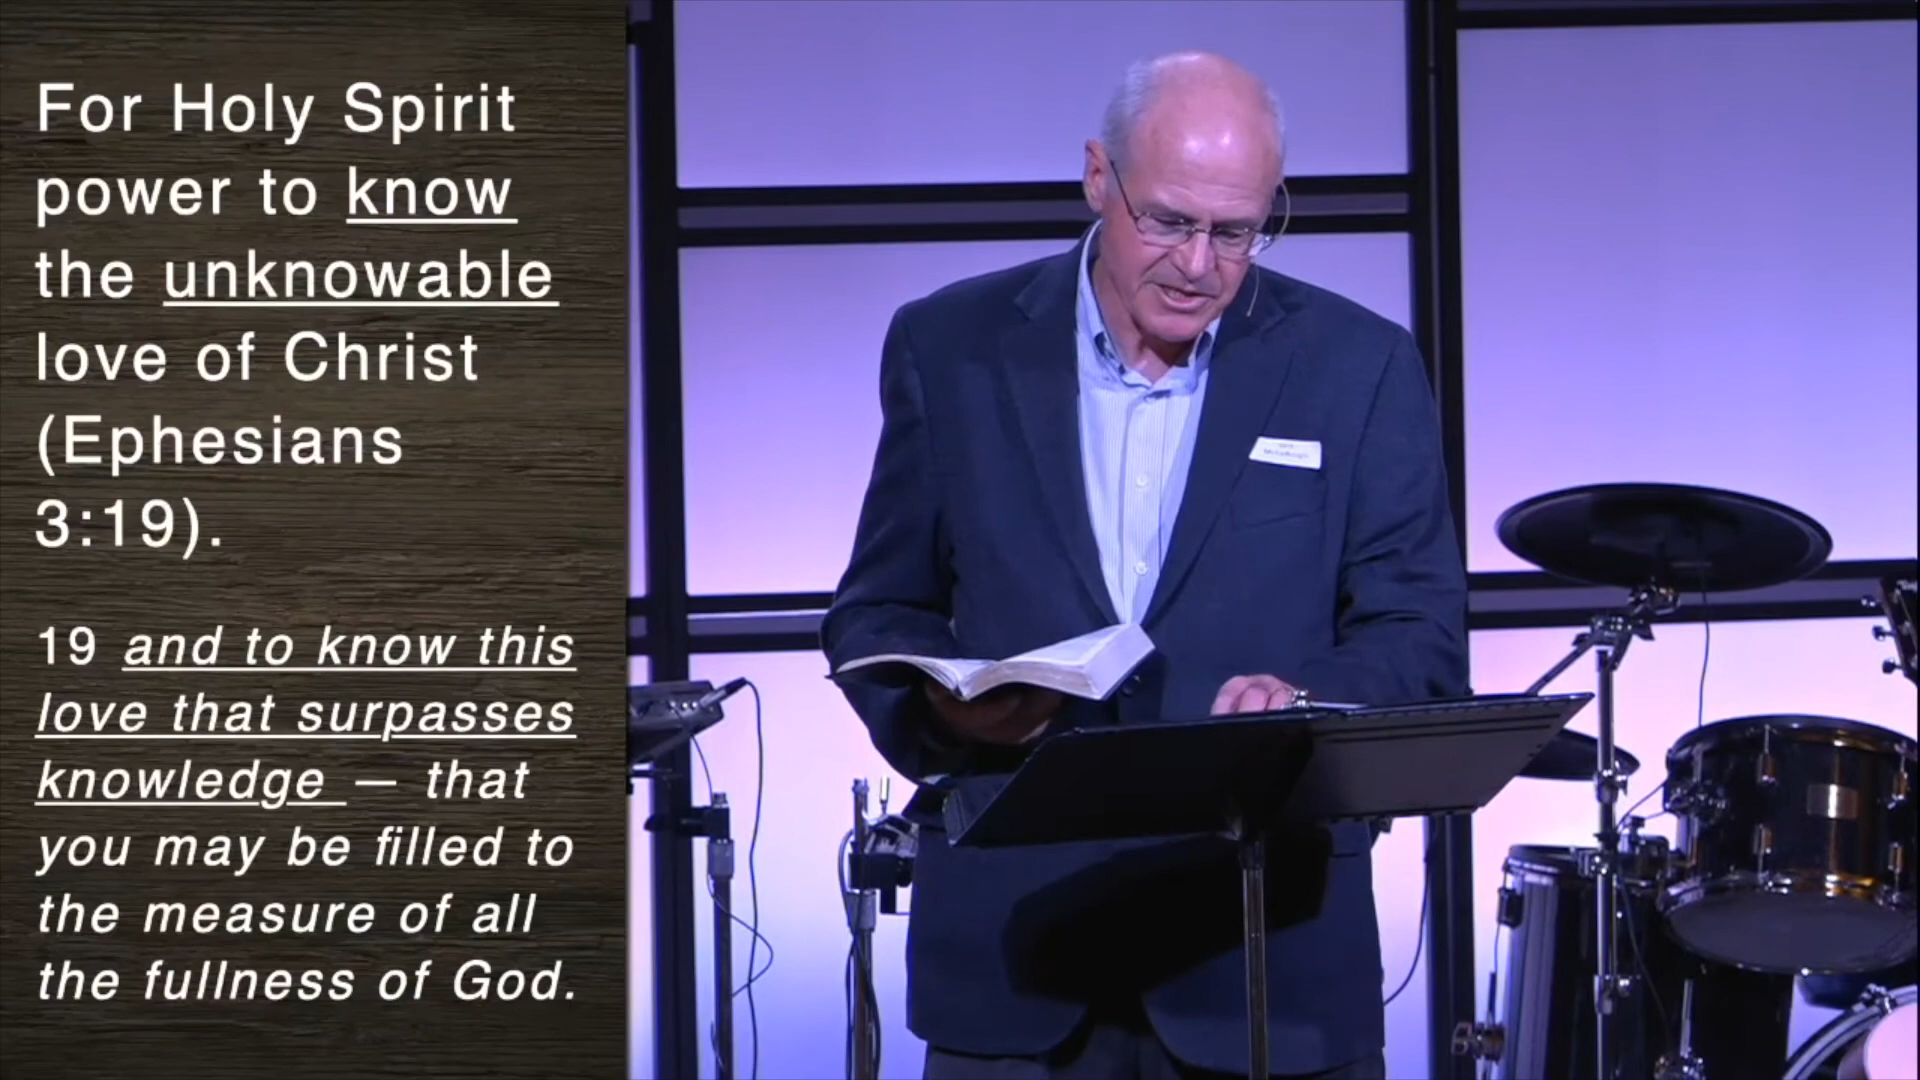 For Holy Spirit
power to know
the unknowable
love of Christ
(Ephesians
3:19).
19 and to know this
love that surpasses
knowledge — that
you may be filled to
the measure of all
the fullness of God.